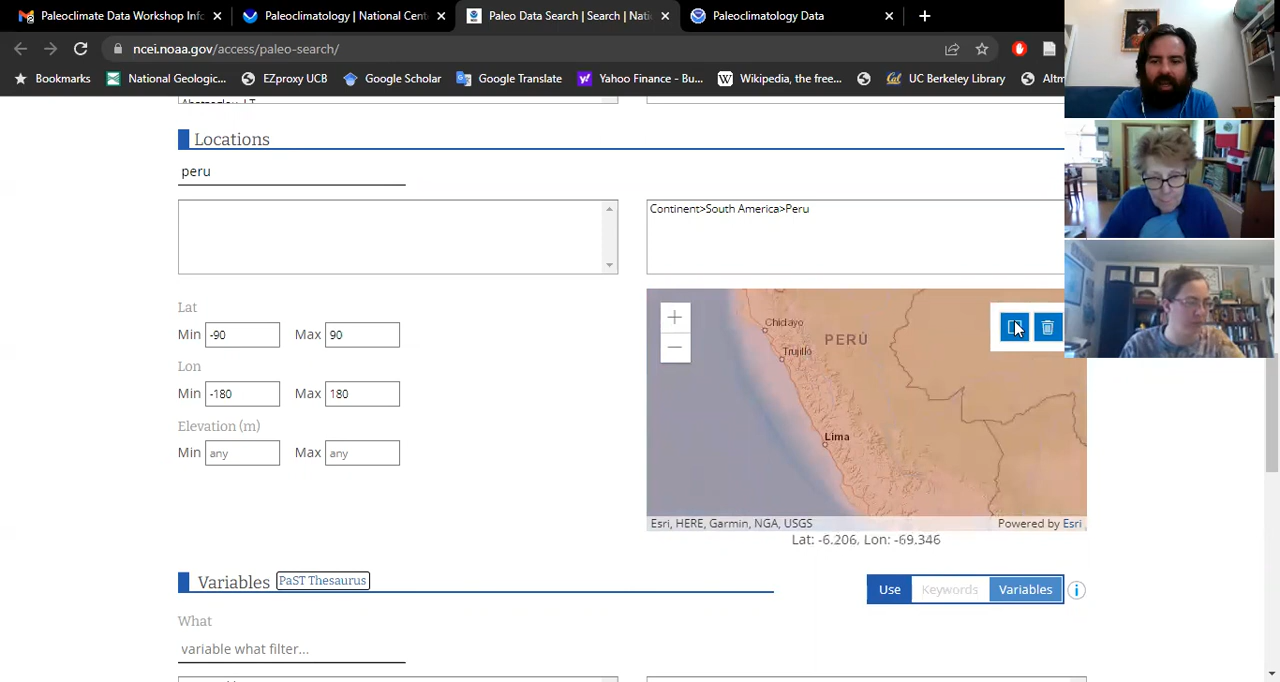 Paleoclimate Data Workshop Info
Paleoclimatology | National Cent
Paleo Data Search | Search | Nati
Paleoclimatology Data
ncei.noaa.gov/access/paleo-search/
Bookmarks
National Geologic...
EZproxy UCB
Google Scholar
Google Translate
Yahoo Finance - Bu...
Wikipedia, the free...
UC Berkeley Library
Altm
Locations
peru
Continent>South America>Peru
Lat
Min -90 Max 90
Lon
Min -180 Max 180
Elevation (m)
Min any Max any
Chiclayo
PERÚ
Trujillo
Lima
Esri, HERE, Garmin, NGA, USGS
Powered by Esri
Lat: -6.206, Lon: -69.346
Variables PaST Thesaurus
Use Keywords Variables
What
variable what filter...